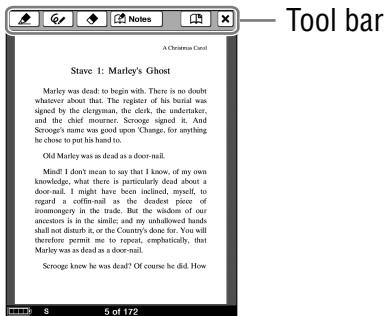 Notes
Tool bar
A Christmas Carol
Stave 1: Marley's Ghost
Marley was dead: to begin with. There is no doubt
whatever about that. The register of his burial was
signed by the clergyman, the clerk, the undertaker,
and the chief mourner. Scrooge signed it. And
Scrooge's name was good upon 'Change, for anything
he chose to put his hand to.
Old Marley was as dead as a door-nail.
Mind! I don't mean to say that I know, of my own
knowledge, what there is particularly dead about a
door-nail. I might have been inclined, myself, to
regard a coffin-nail as the deadest piece of
ironmongery in the trade. But the wisdom of our
ancestors is in the simile; and my unhallowed hands
shall not disturb it, or the Country's done for. You will
therefore permit me to repeat, emphatically, that
Marley was as dead as a door-nail.
Scrooge knew he was dead? Of course he did. How
S
5 of 172